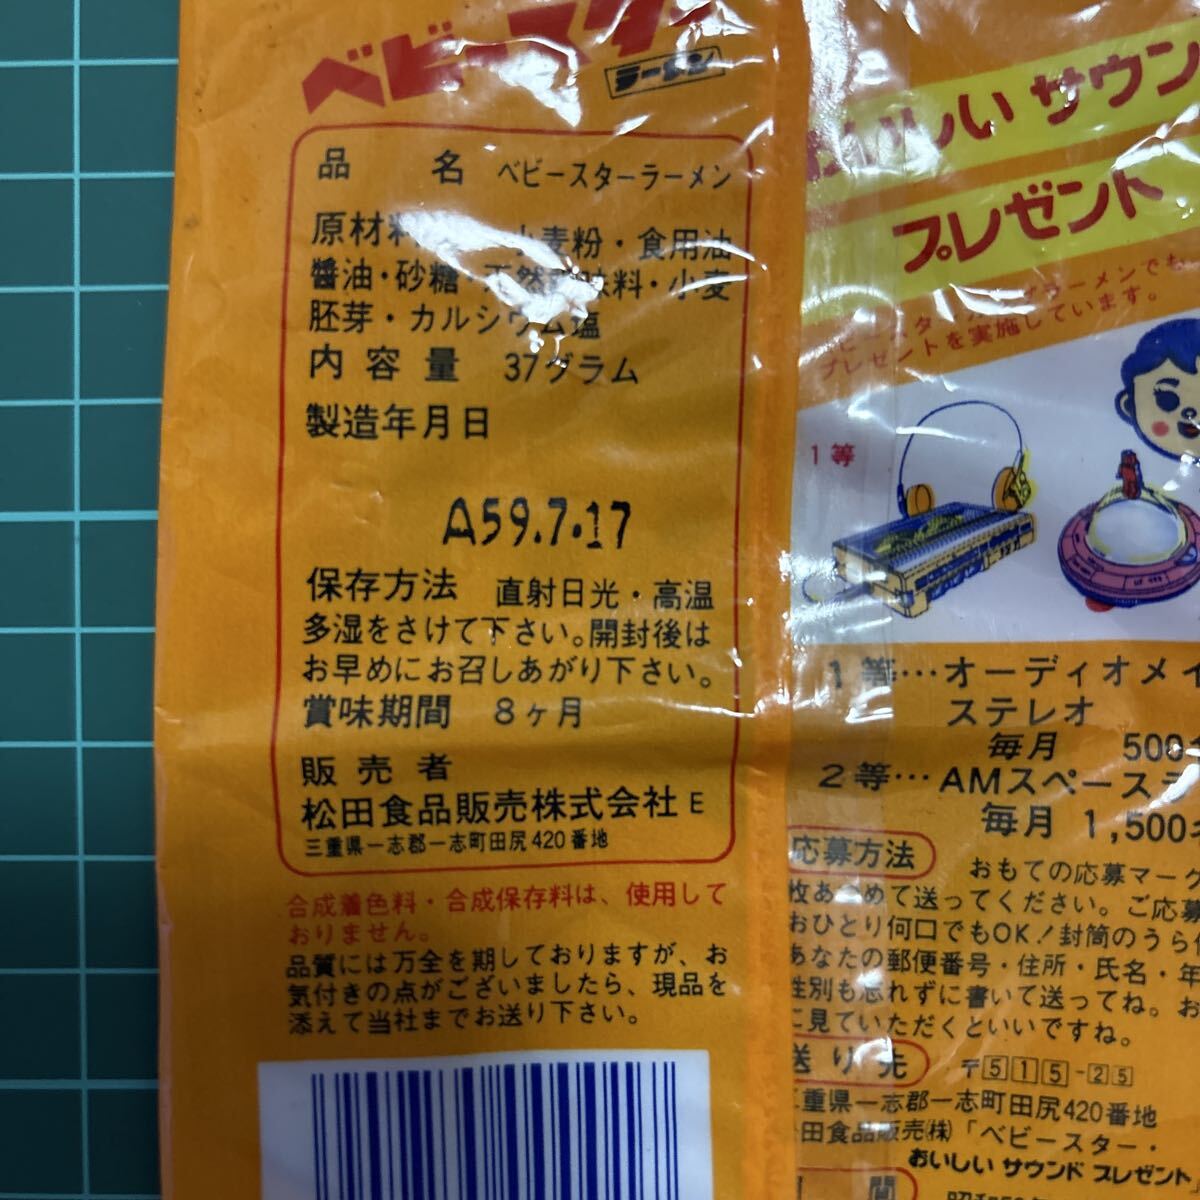 ベビースター
ラーメン
品 名 ベビースターラーメン
原材料 小麦粉・食用油
醬油・砂糖・天然調味料・小麦
胚芽・カルシウム塩
内容量 37グラム
製造年月日
A59.7.17
保存方法 直射日光・高温
多湿をさけて下さい。開封後は
お早めにお召しあがり下さい。
賞味期間 8ヶ月
販売者
松田食品販売株式会社 E
三重県一志郡一志町田尻420番地
合成着色料・合成保存料は、使用して
おりません。
品質には万全を期しておりますが、お
気付きの点がございましたら、現品を
添えて当社までお送り下さい。
おいしい サウン
プレゼント
ラーメンでも
プレゼントを実施しています。
1等
1等…オーディオメイ
ステレオ
毎月 500
2等…AMスペース
毎月 1,500
応募方法 おもての応募マーク
枚あつめて送ってください。ご応募
おひとり何口でもOK!封筒のうら
あなたの郵便番号・住所・氏名・年
性別も忘れずに書いて送ってね。お
に見ていただくといいですね。
送り先 〒515-25
三重県一志郡一志町田尻420番地
松田食品販売㈱「ベビースター・
おいしい サウンド プレゼント
間